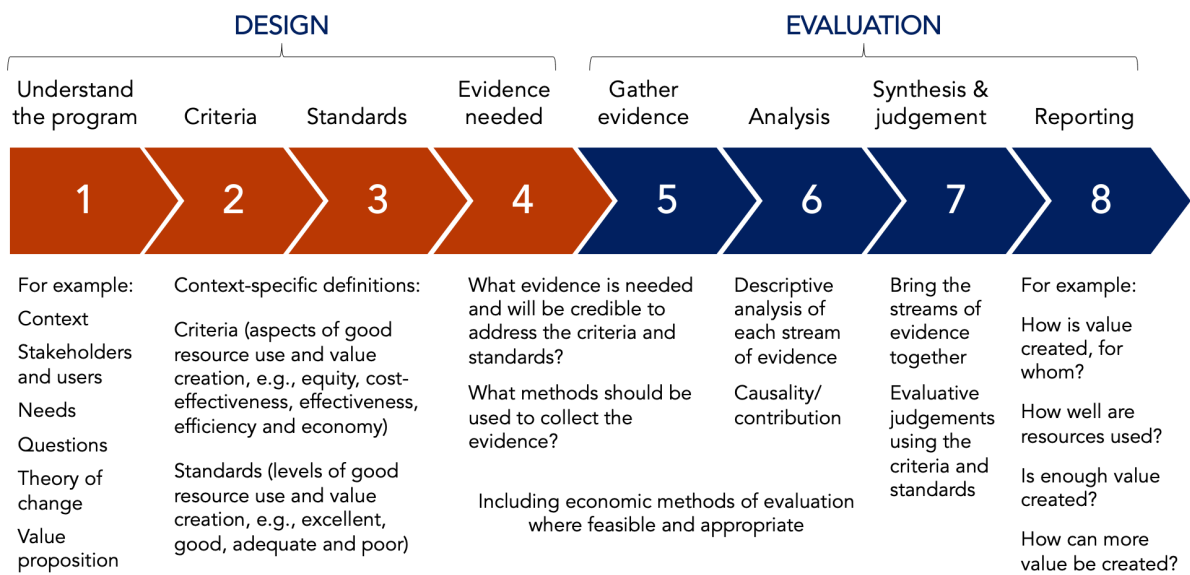 DESIGN
EVALUATION
Understand
the program
Criteria
Standards
Evidence
needed
Gather
evidence
Analysis
Synthesis &
judgement
Reporting
1
2
3
4
5
6
7
8
For example:
Context
Stakeholders
and users
Needs
Questions
Theory of
change
Value
proposition
Context-specific definitions:
Criteria (aspects of good
resource use and value
creation, e.g., equity, cost-
effectiveness, effectiveness,
efficiency and economy)
Standards (levels of good
resource use and value
creation, e.g., excellent,
good, adequate and poor)
What evidence is needed
and will be credible to
address the criteria and
standards?
What methods should be
used to collect the
evidence?
Descriptive
analysis of
each stream
of evidence
Causality/
contribution
Including economic methods of evaluation
where feasible and appropriate
Bring the
streams of
evidence
together
Evaluative
judgements
using the
criteria and
standards
For example:
How is value
created, for
whom?
How well are
resources used?
Is enough value
created?
How can more
value be created?